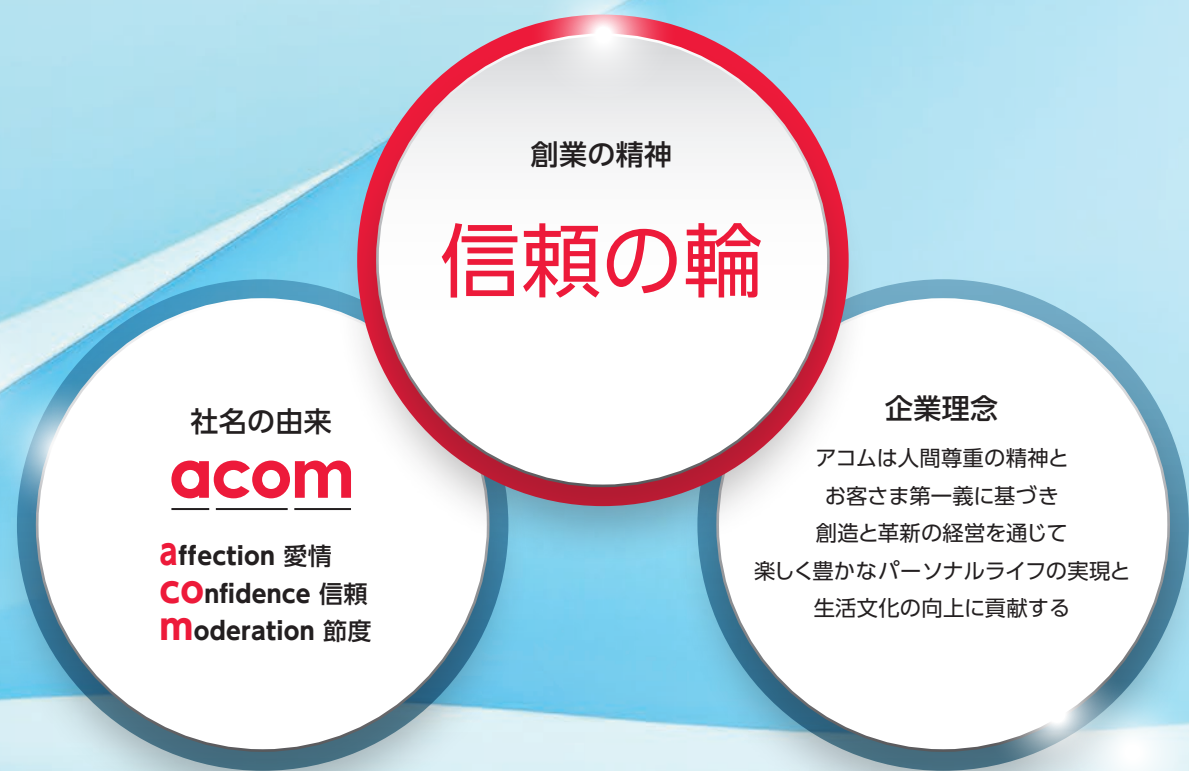 創業の精神
信頼の輪
社名の由来
acom
affection 愛情
confidence 信頼
moderation 節度
企業理念
アコムは人間尊重の精神と
お客さま第一義に基づき
創造と革新の経営を通じて
楽しく豊かなパーソナルライフの実現と
生活文化の向上に貢献する